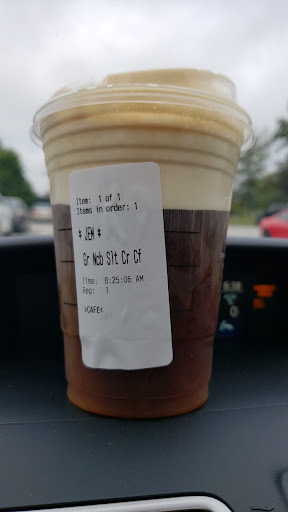 Item: 1 of 1
Items in order: 1
* JEN *
Gr Ncb Slt Cr Cf
Time: 8:25:06 AM
Reg: 1
>CAFE<